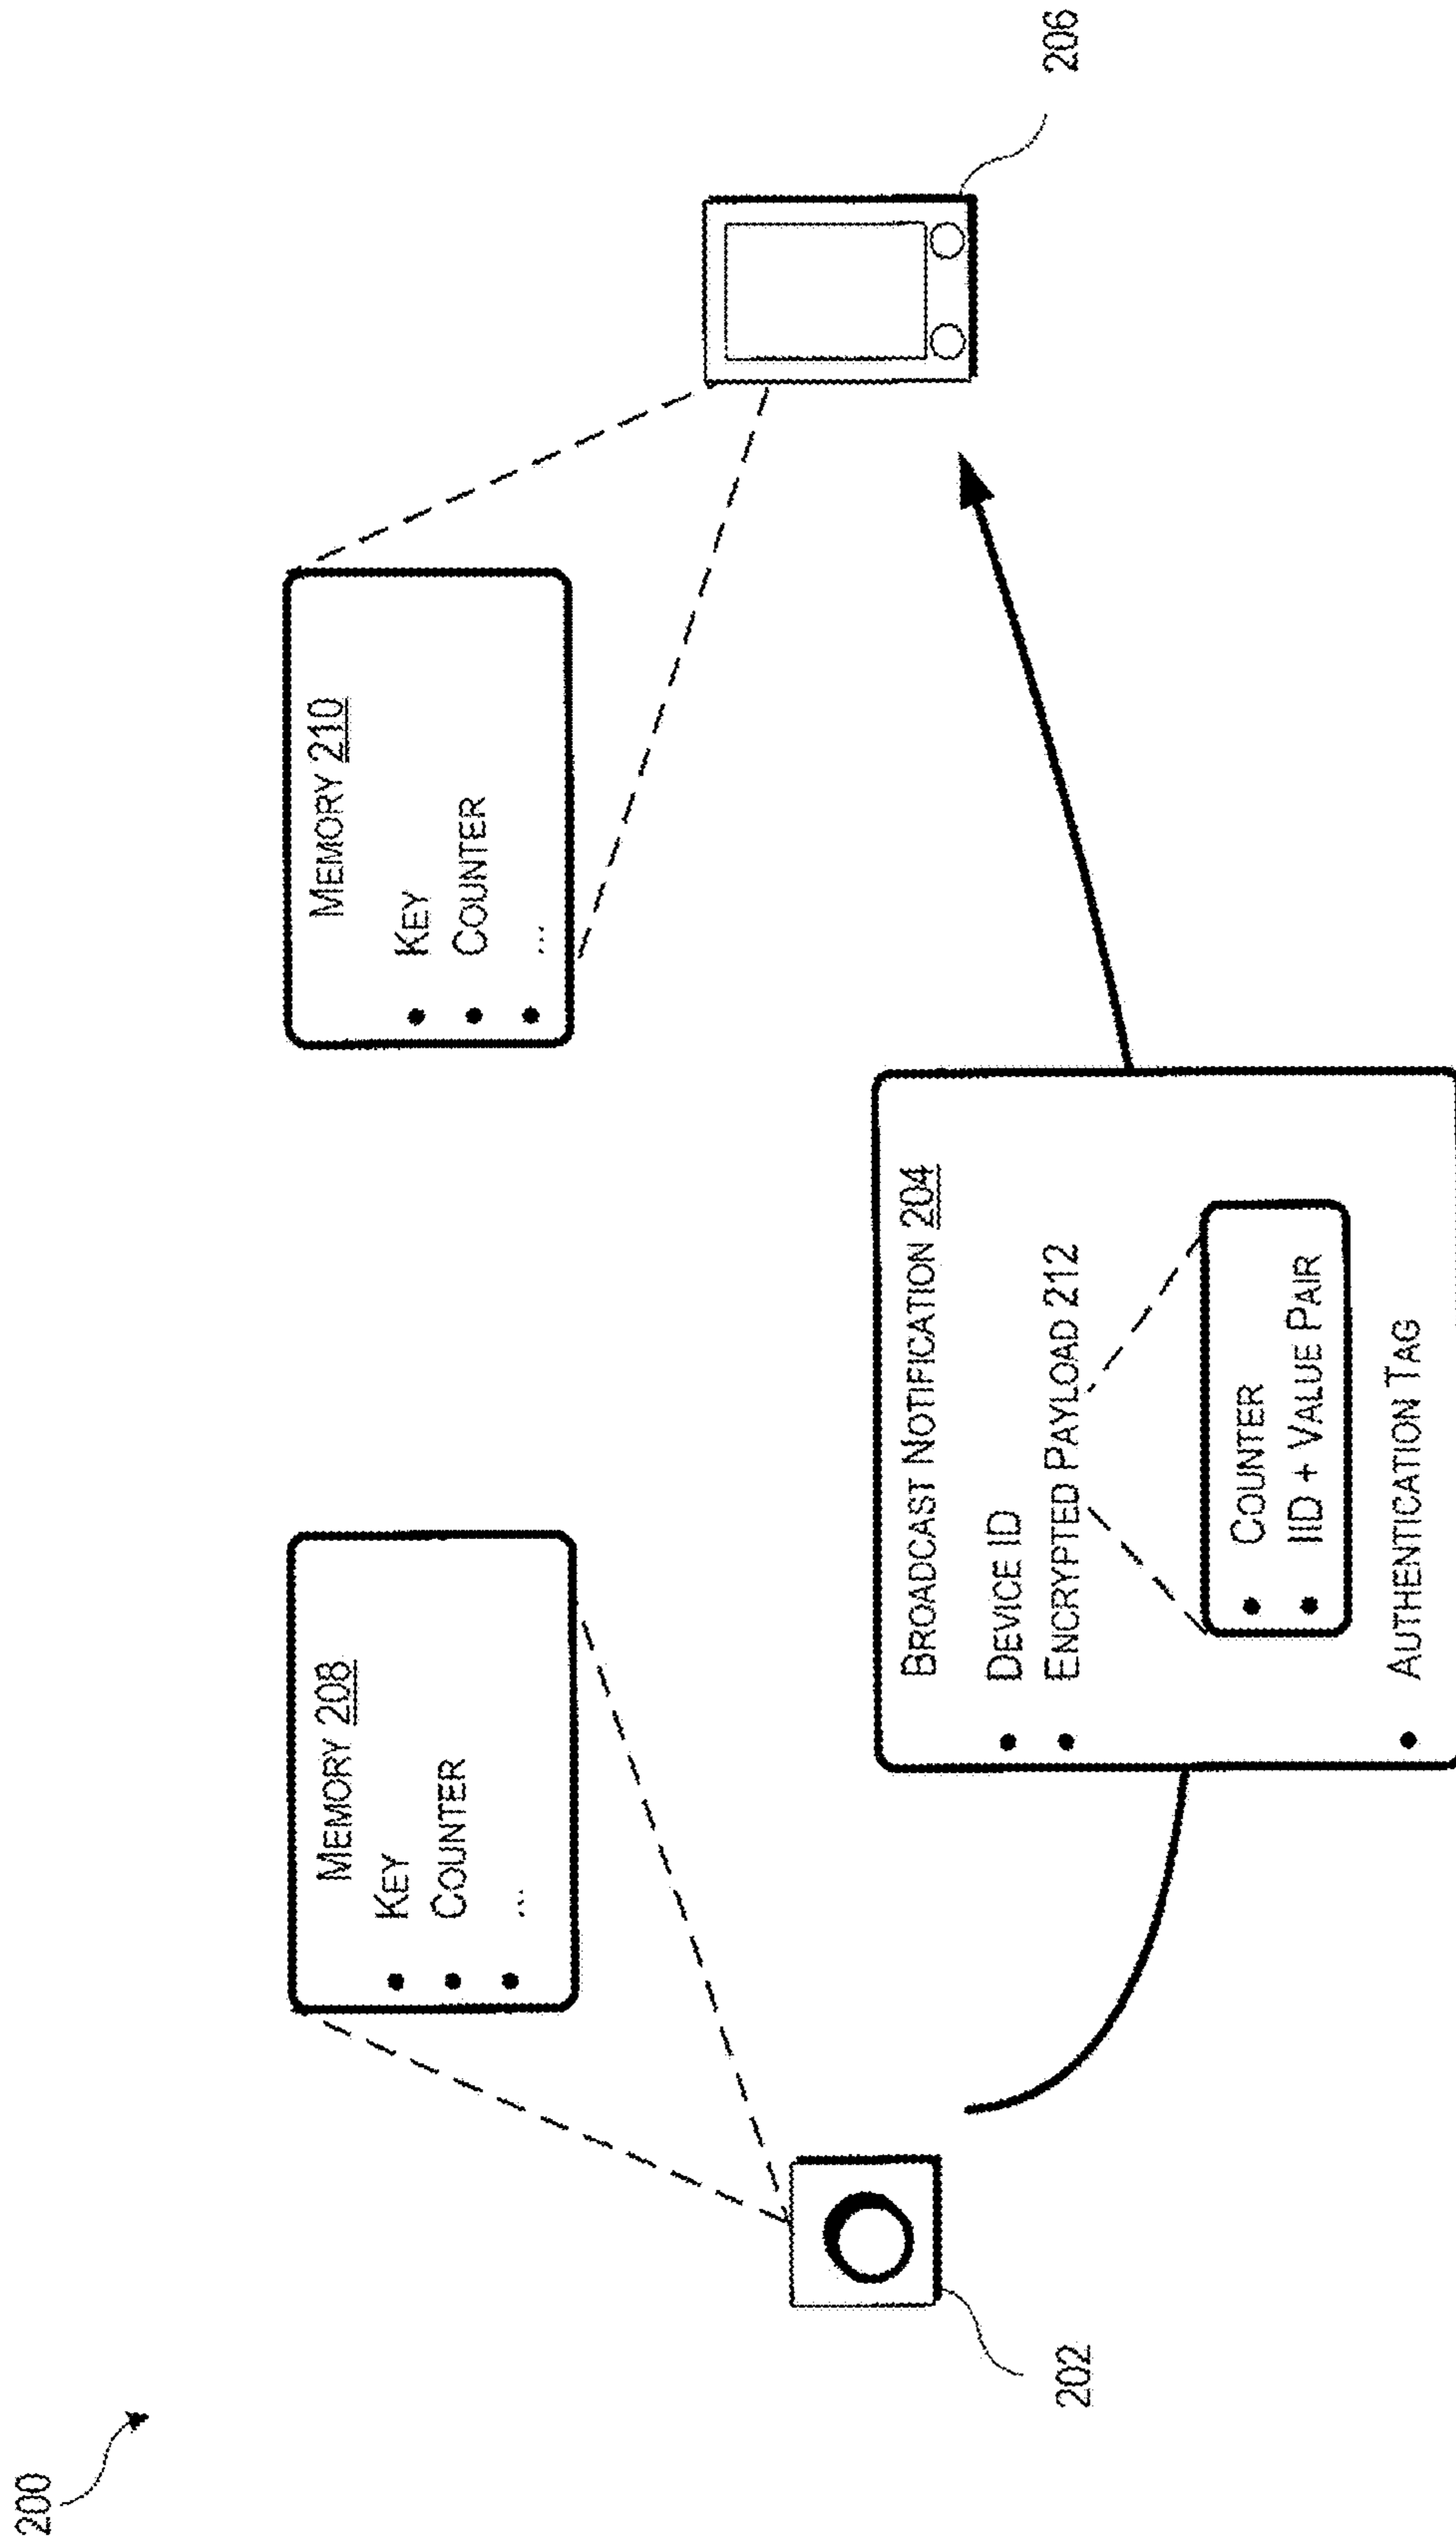 200
MEMORY 208
• KEY
• COUNTER
• ...
MEMORY 210
• KEY
• COUNTER
• ...
202
206
BROADCAST NOTIFICATION 204
• DEVICE ID
• ENCRYPTED PAYLOAD 212
• COUNTER
• IID + VALUE PAIR
• AUTHENTICATION TAG